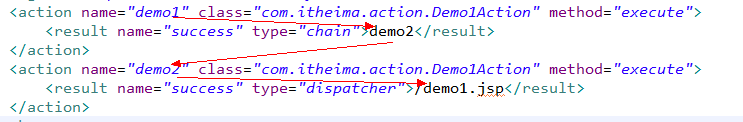 <action name="demo1" class="com.itheima.action.Demo1Action" method="execute">
<result name="success" type="chain">demo2</result>
</action>
<action name="demo2" class="com.itheima.action.Demo1Action" method="execute">
<result name="success" type="dispatcher">/demo1.jsp</result>
</action>